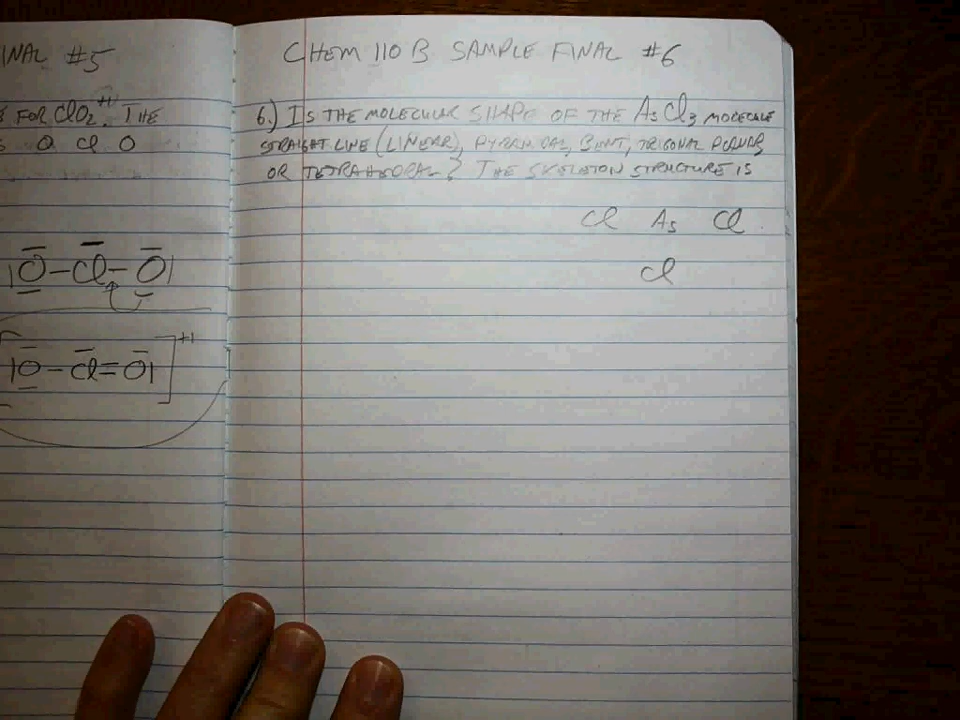 INAL #5
FOR ClO2+1. THE
O Cl O
|O-Cl-O|
|O-Cl=O|]+1
CHEM 110 B SAMPLE FINAL #6
6.) IS THE MOLECULAR SHAPE OF THE AsCl3 MOLECULE
STRAIGHT LINE (LINEAR), PYRAMIDAL, BENT, TRIGONAL PLANAR,
OR TETRAHEDRAL? THE SKELETON STRUCTURE IS
Cl As Cl.
Cl